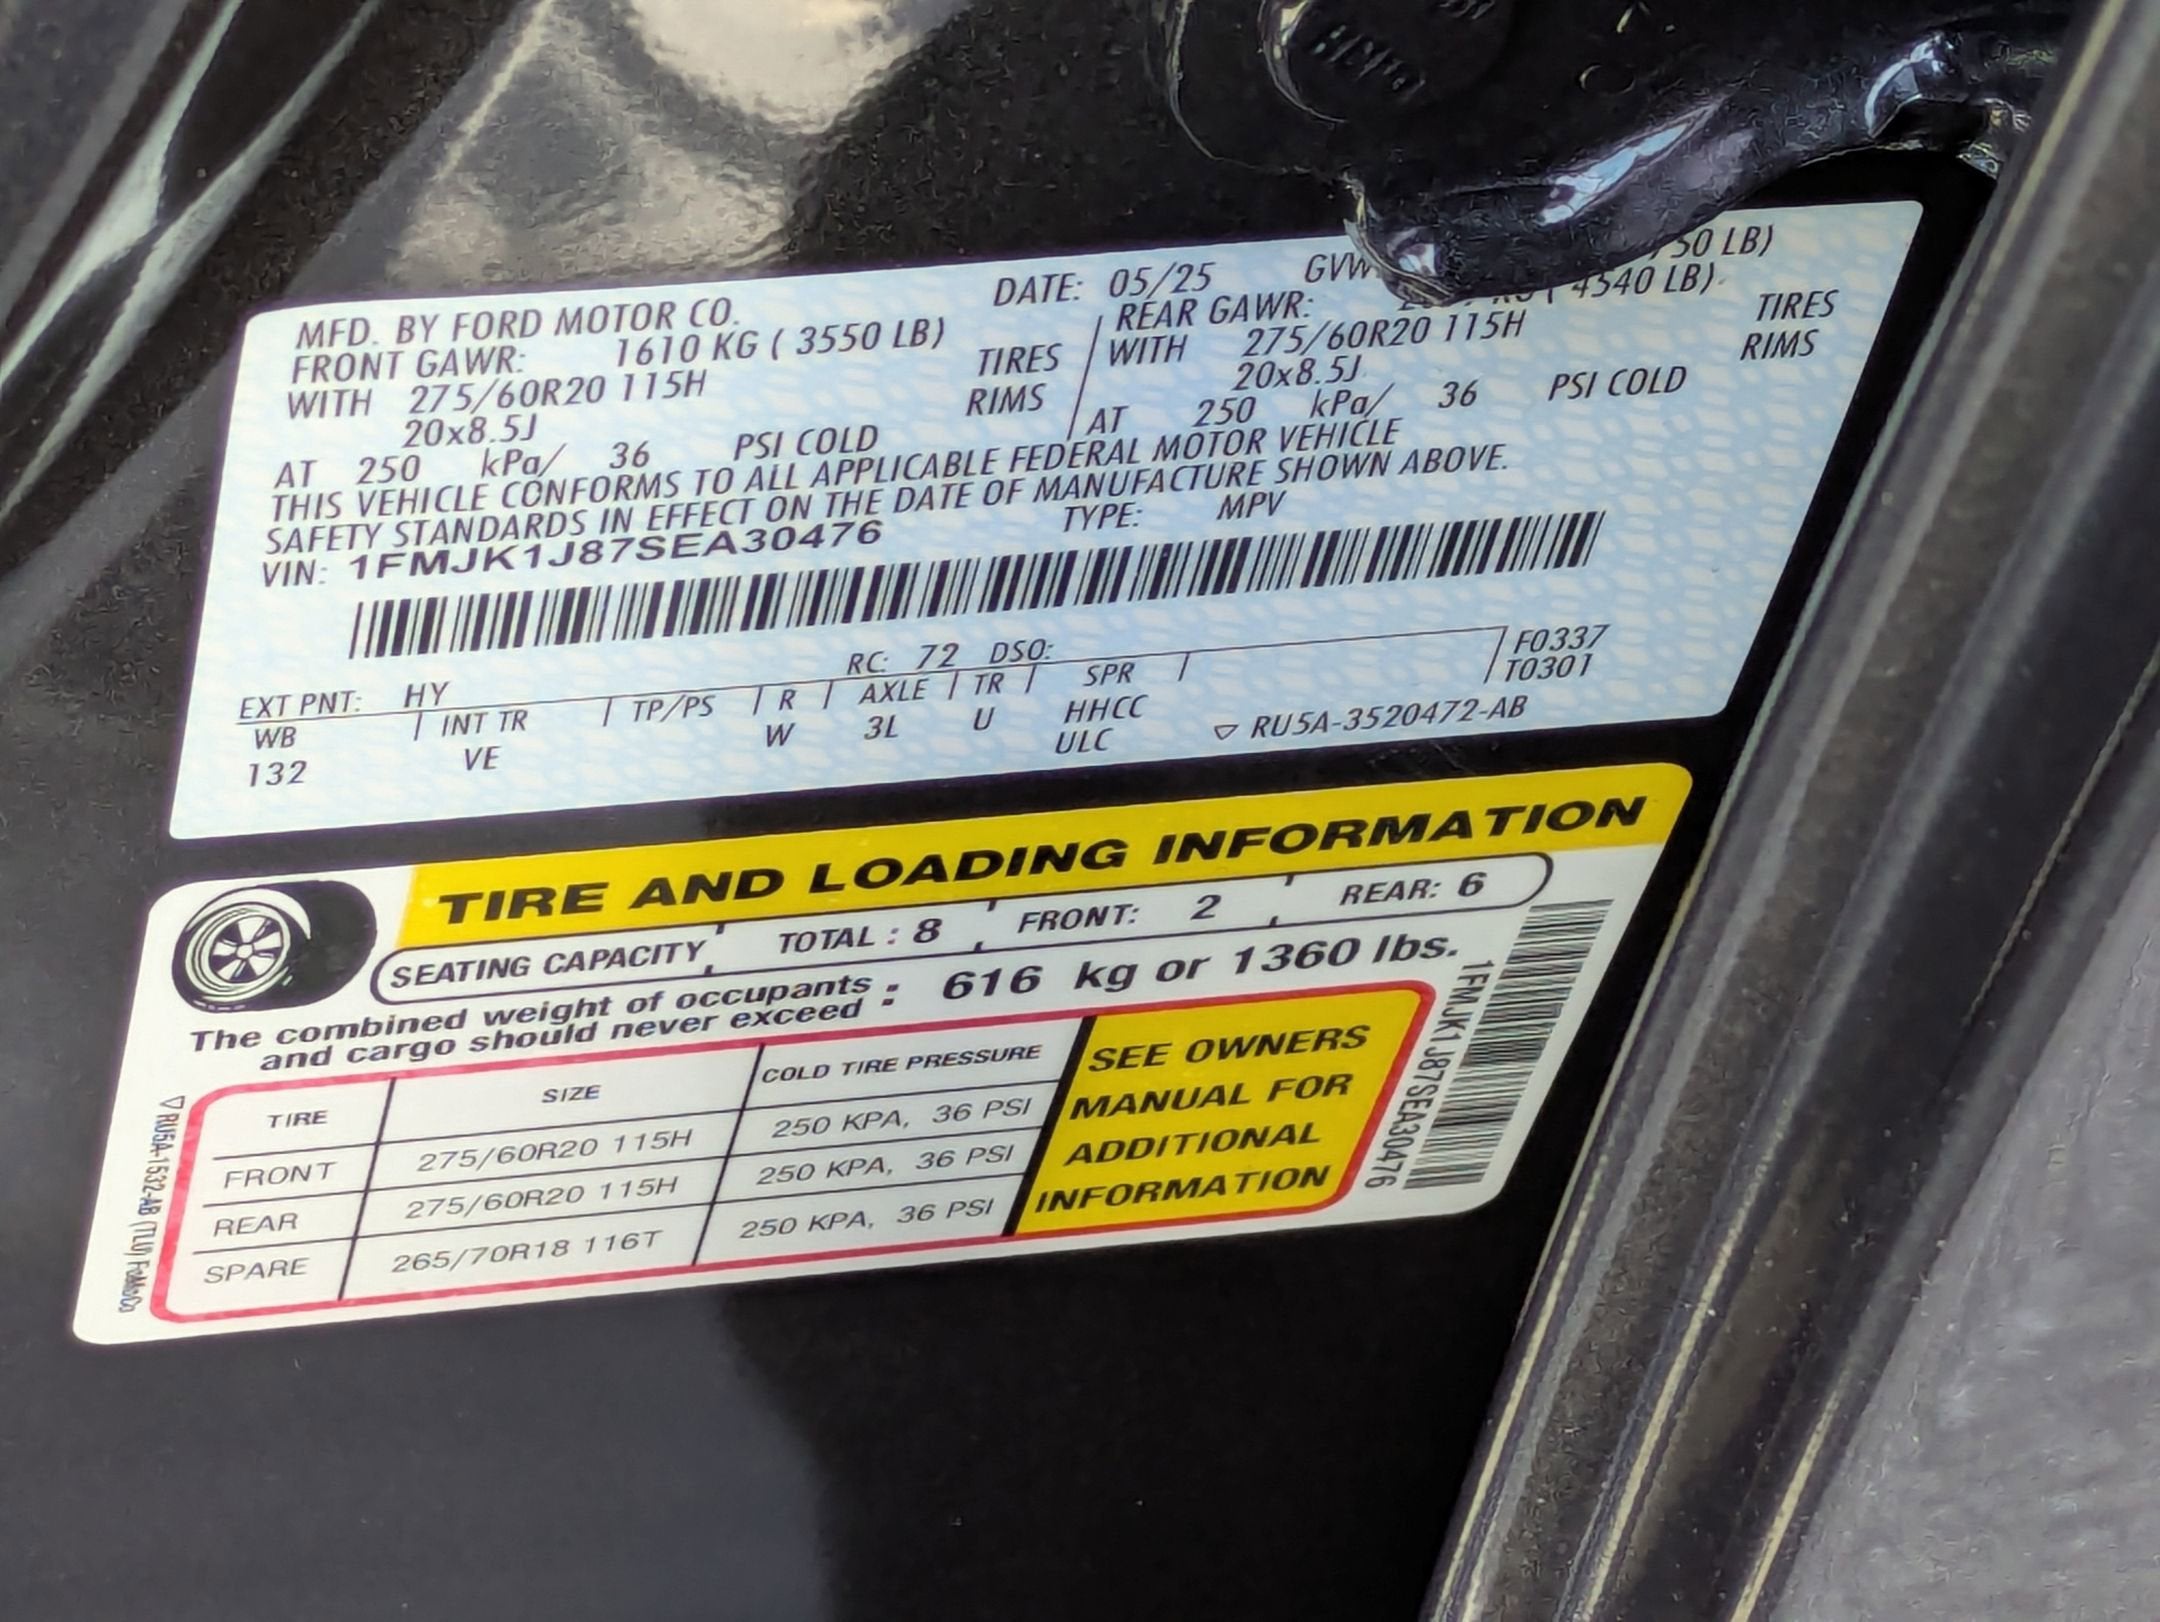 MFD. BY FORD MOTOR CO.
DATE: 05/25
50 LB)
FRONT GAWR: 1610 KG ( 3550 LB)
REAR GAWR: 4540 LB)
WITH 275/60R20 115H TIRES
WITH 275/60R20 115H TIRES
20x8.5J RIMS
20x8.5J RIMS
AT 250 kPa/ 36 PSI COLD
AT 250 kPa/ 36 PSI COLD
THIS VEHICLE CONFORMS TO ALL APPLICABLE FEDERAL MOTOR VEHICLE
SAFETY STANDARDS IN EFFECT ON THE DATE OF MANUFACTURE SHOWN ABOVE.
VIN: 1FMJK1J87SEA30476 TYPE: MPV
EXT PNT: HY RC: 72 DSO:
F0337
T0301
WB INT TR TP/PS R AXLE TR SPR
132 VE W 3L U HHCC
ULC
RU5A-3520472-AB
TIRE AND LOADING INFORMATION
SEATING CAPACITY TOTAL : 8 FRONT: 2 REAR: 6
The combined weight of occupants
and cargo should never exceed : 616 kg or 1360 lbs.
TIRE SIZE COLD TIRE PRESSURE
FRONT 275/60R20 115H 250 KPA, 36 PSI
REAR 275/60R20 115H 250 KPA, 36 PSI
SPARE 265/70R18 116T 250 KPA, 36 PSI
SEE OWNERS
MANUAL FOR
ADDITIONAL
INFORMATION
1FMJK1J87SEA30476
RU5A-1532-AB (TLU) FoMoCo